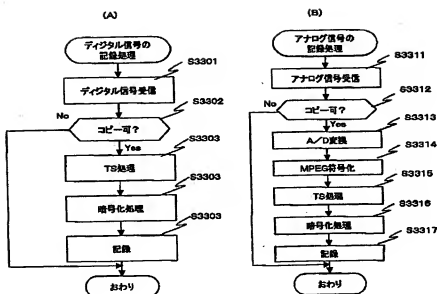 (A)
ディジタル信号の
記録処理
S3301
ディジタル信号受信
S3302
No
コピー可?
Yes
S3303
TS処理
S3303
暗号化処理
S3303
記録
おわり
(B)
アナログ信号の
記録処理
S3311
アナログ信号受信
No
S3312
コピー可?
Yes
S3313
A/D変換
S3314
MPEG符号化
S3315
TS処理
S3316
暗号化処理
S3317
記録
おわり